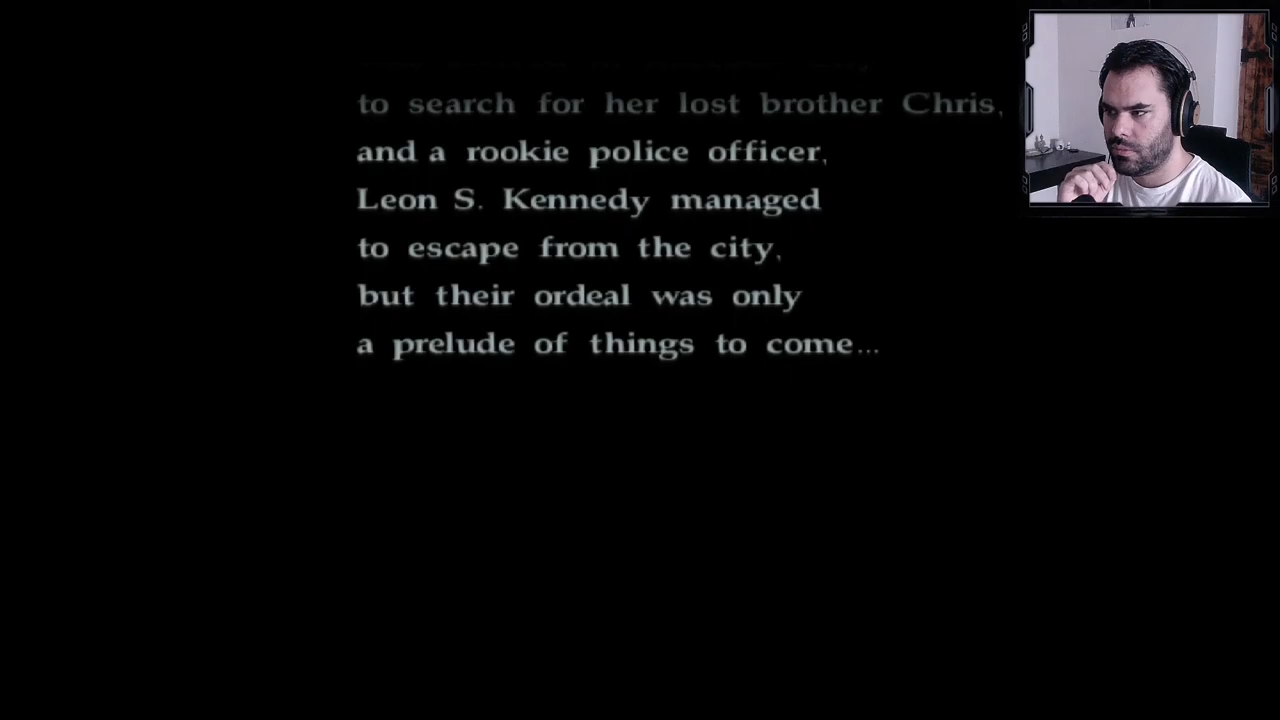 to search for her lost brother Chris,
and a rookie police officer,
Leon S. Kennedy managed
to escape from the city,
but their ordeal was only
a prelude of things to come...